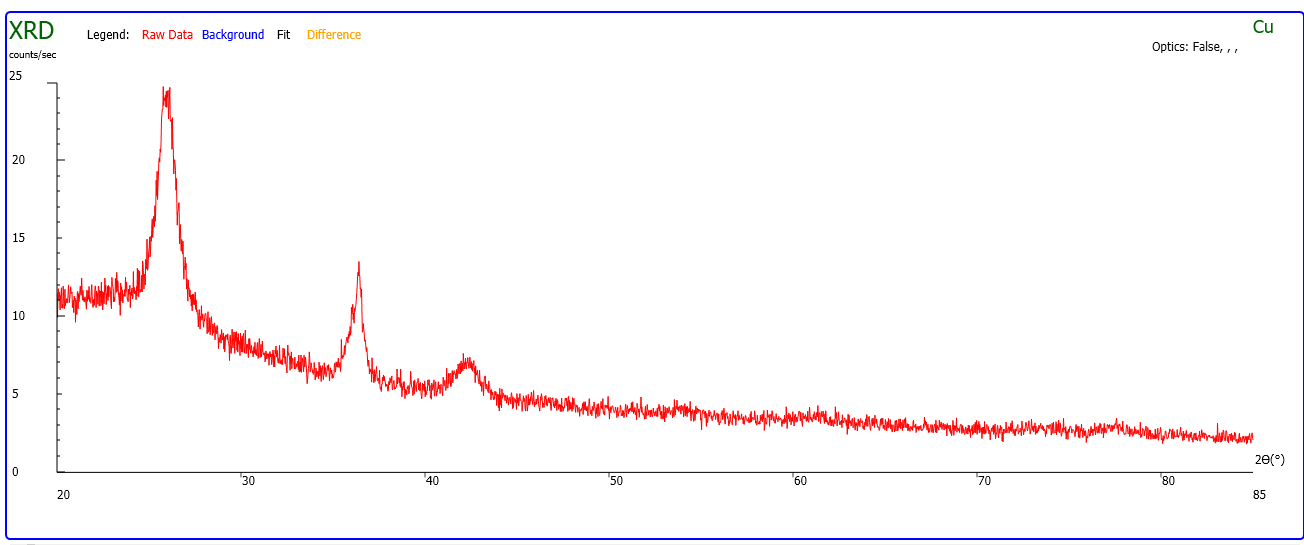 XRD
counts/sec
Legend: Raw Data Background Fit Difference
Cu
Optics: False, , ,
25
20
15
10
5
0
20 30 40 50 60 70 80 85
2ϴ(°)